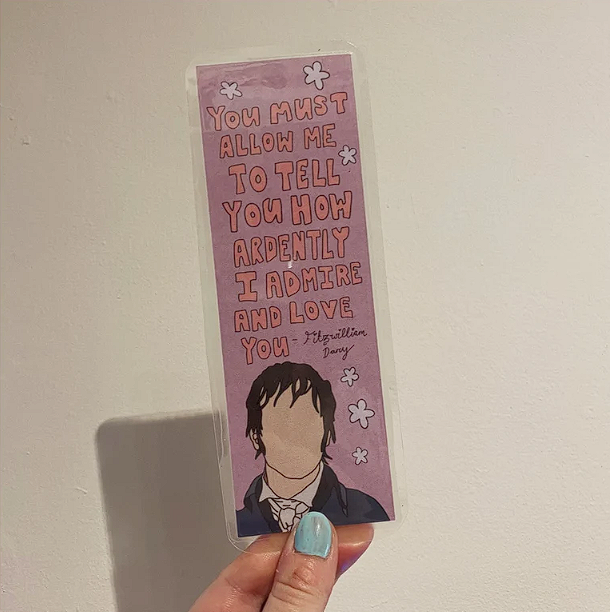 YOU MUST
ALLOW ME
TO TELL
YOU HOW
ARDENTLY
I ADMIRE
AND LOVE
YOU - Fitzwilliam
Darcy